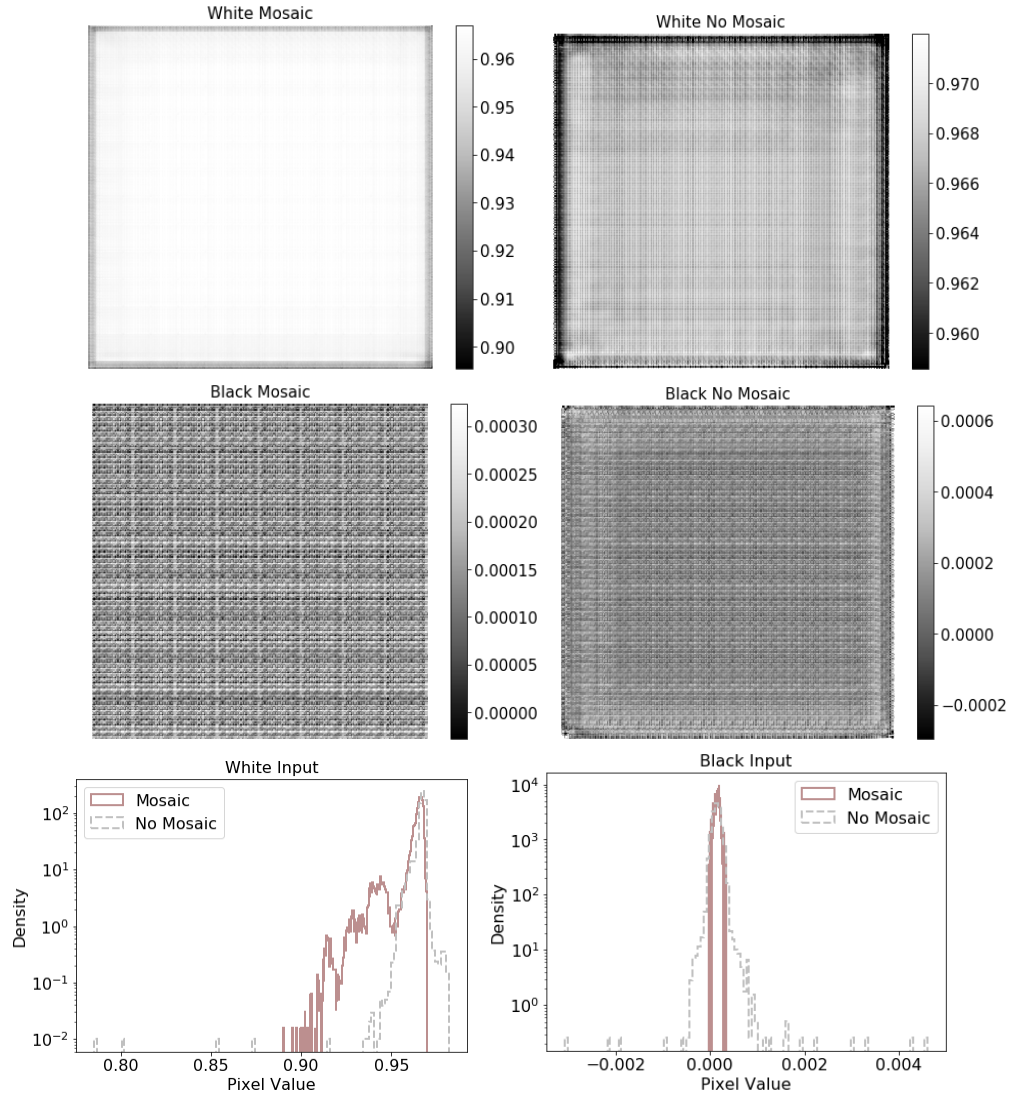 White Mosaic
0.96
0.95
0.94
0.93
0.92
0.91
0.90
White No Mosaic
0.970
0.968
0.966
0.964
0.962
0.960
Black Mosaic
0.00030
0.00025
0.00020
0.00015
0.00010
0.00005
0.00000
Black No Mosaic
0.0006
0.0004
0.0002
0.0000
−0.0002
White Input
Mosaic
No Mosaic
Density
10²
10¹
10⁰
10⁻¹
10⁻²
0.80 0.85 0.90 0.95
Pixel Value
Black Input
Mosaic
No Mosaic
Density
10⁴
10³
10²
10¹
10⁰
−0.002 0.000 0.002 0.004
Pixel Value